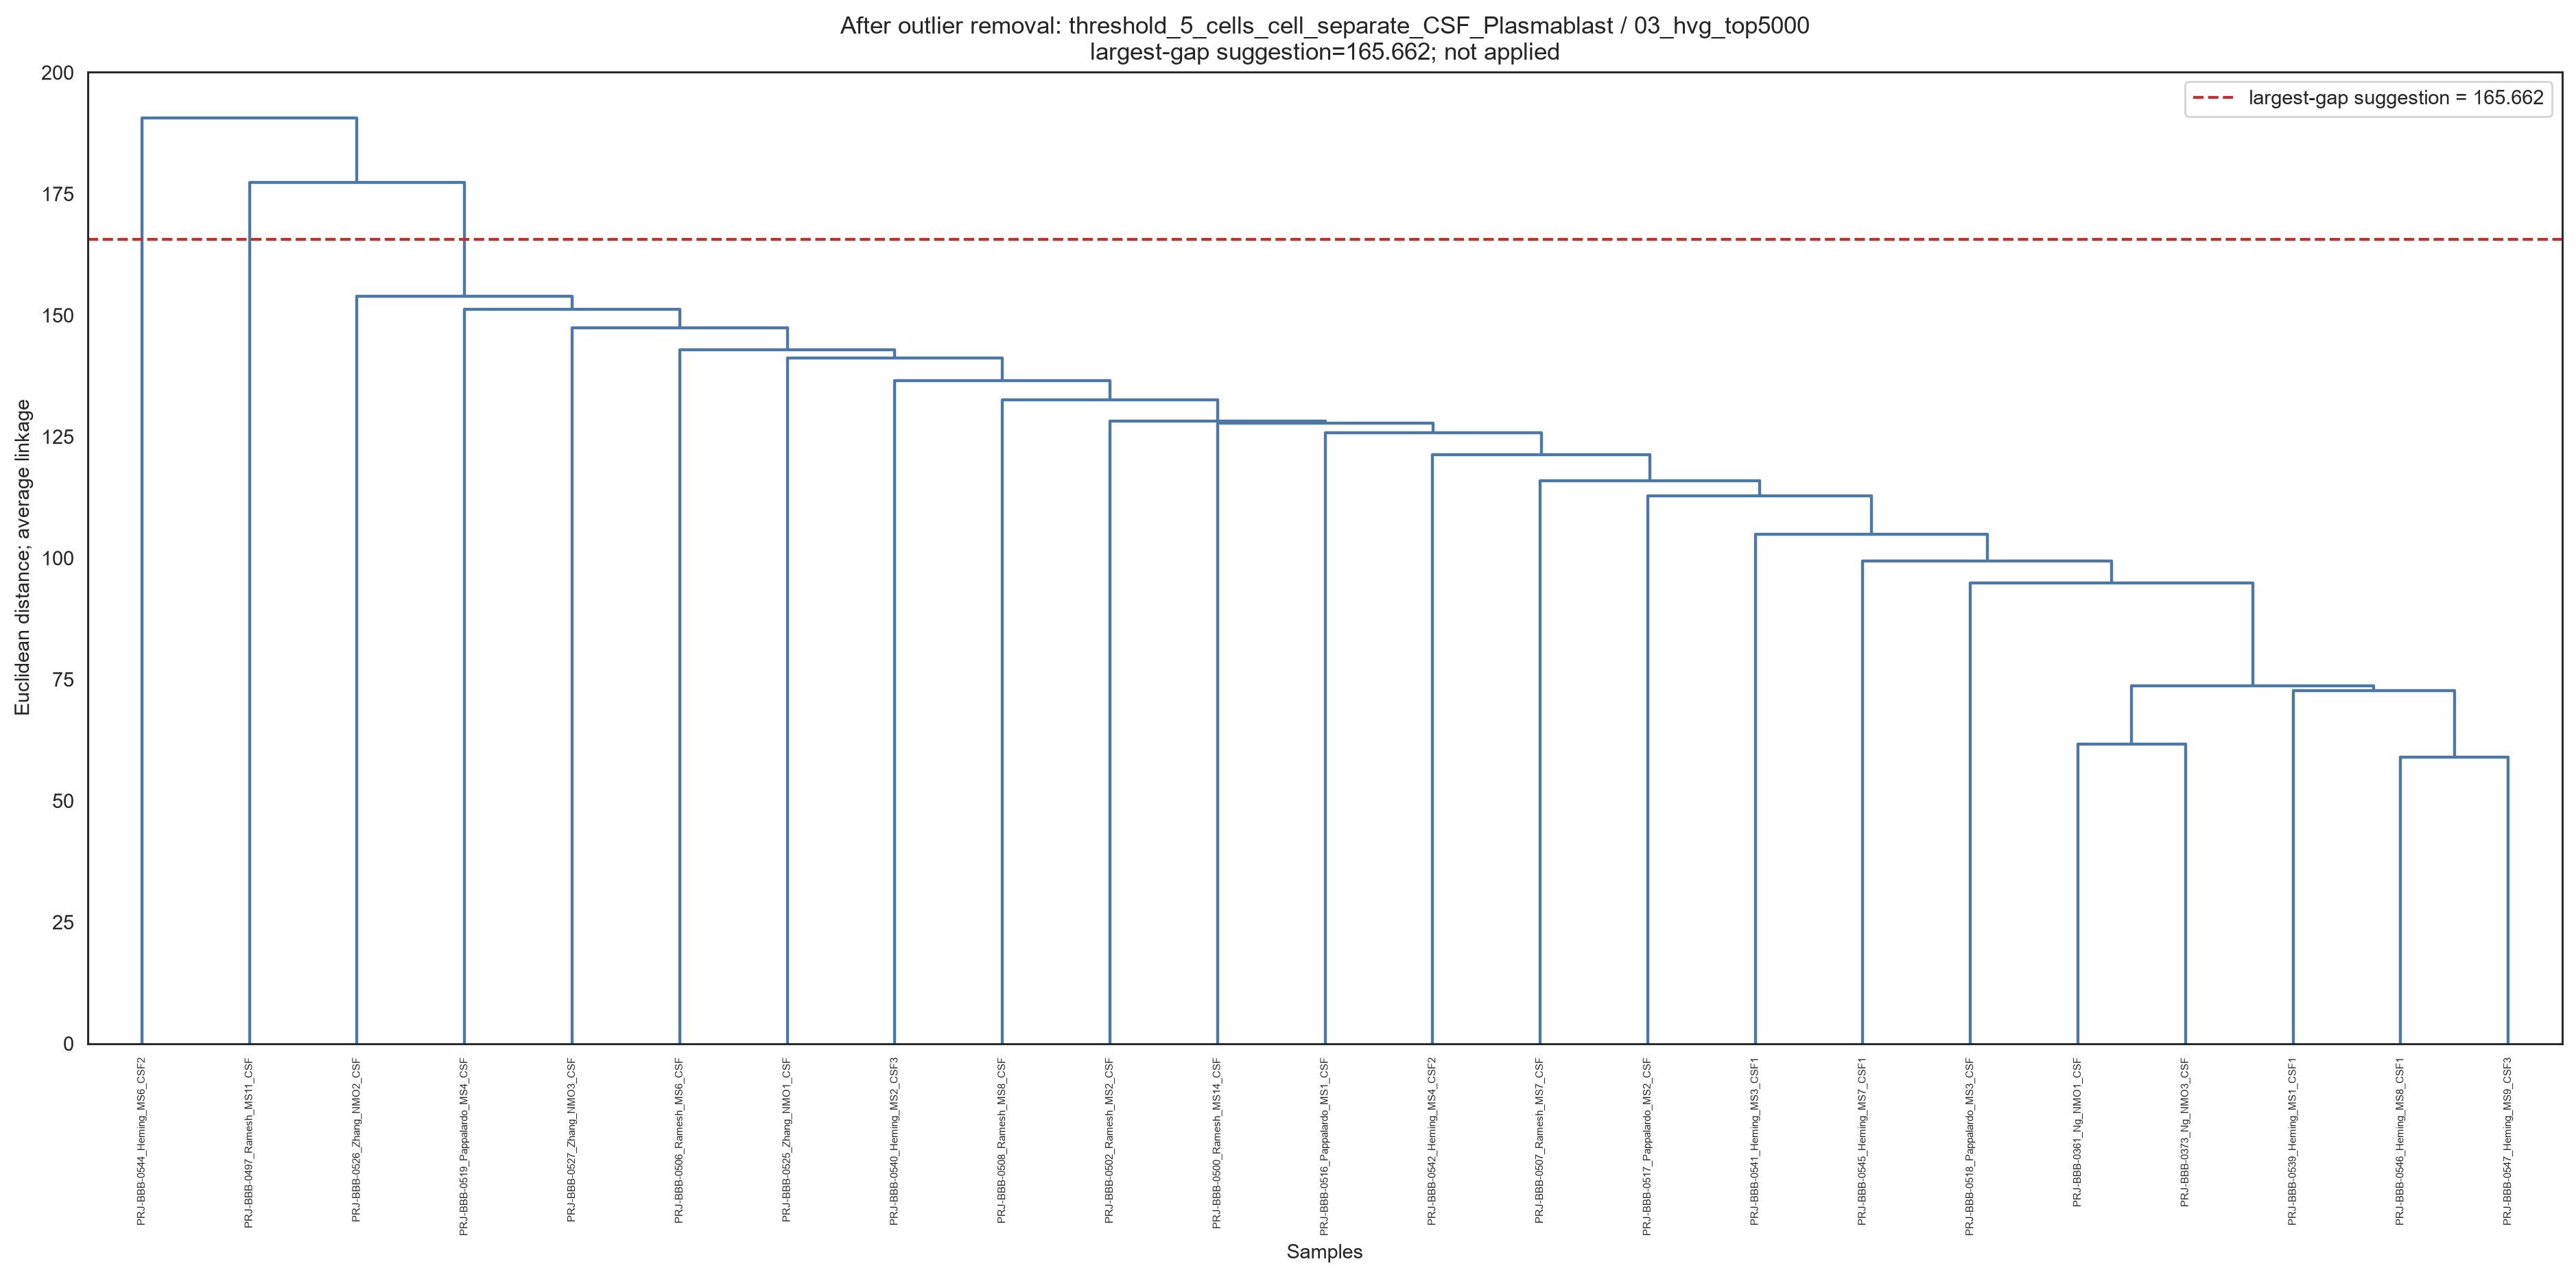 After outlier removal: threshold_5_cells_cell_separate_CSF_Plasmablast / 03_hvg_top5000
largest-gap suggestion=165.662; not applied
largest-gap suggestion = 165.662
Euclidean distance; average linkage
200
175
150
125
100
75
50
25
0
PRJ-BBB-0544_Heming_MS6_CSF2
PRJ-BBB-0497_Ramesh_MS11_CSF
PRJ-BBB-0526_Zhang_NMO2_CSF
PRJ-BBB-0519_Pappalardo_MS4_CSF
PRJ-BBB-0527_Zhang_NMO3_CSF
PRJ-BBB-0506_Ramesh_MS6_CSF
PRJ-BBB-0525_Zhang_NMO1_CSF
PRJ-BBB-0540_Heming_MS2_CSF3
PRJ-BBB-0508_Ramesh_MS8_CSF
PRJ-BBB-0502_Ramesh_MS2_CSF
PRJ-BBB-0500_Ramesh_MS14_CSF
PRJ-BBB-0516_Pappalardo_MS1_CSF
PRJ-BBB-0542_Heming_MS4_CSF2
PRJ-BBB-0507_Ramesh_MS7_CSF
PRJ-BBB-0517_Pappalardo_MS2_CSF
PRJ-BBB-0541_Heming_MS3_CSF1
PRJ-BBB-0545_Heming_MS7_CSF1
PRJ-BBB-0518_Pappalardo_MS3_CSF
PRJ-BBB-0361_Ng_NMO1_CSF
PRJ-BBB-0373_Ng_NMO3_CSF
PRJ-BBB-0539_Heming_MS1_CSF1
PRJ-BBB-0546_Heming_MS8_CSF1
PRJ-BBB-0547_Heming_MS9_CSF3
Samples